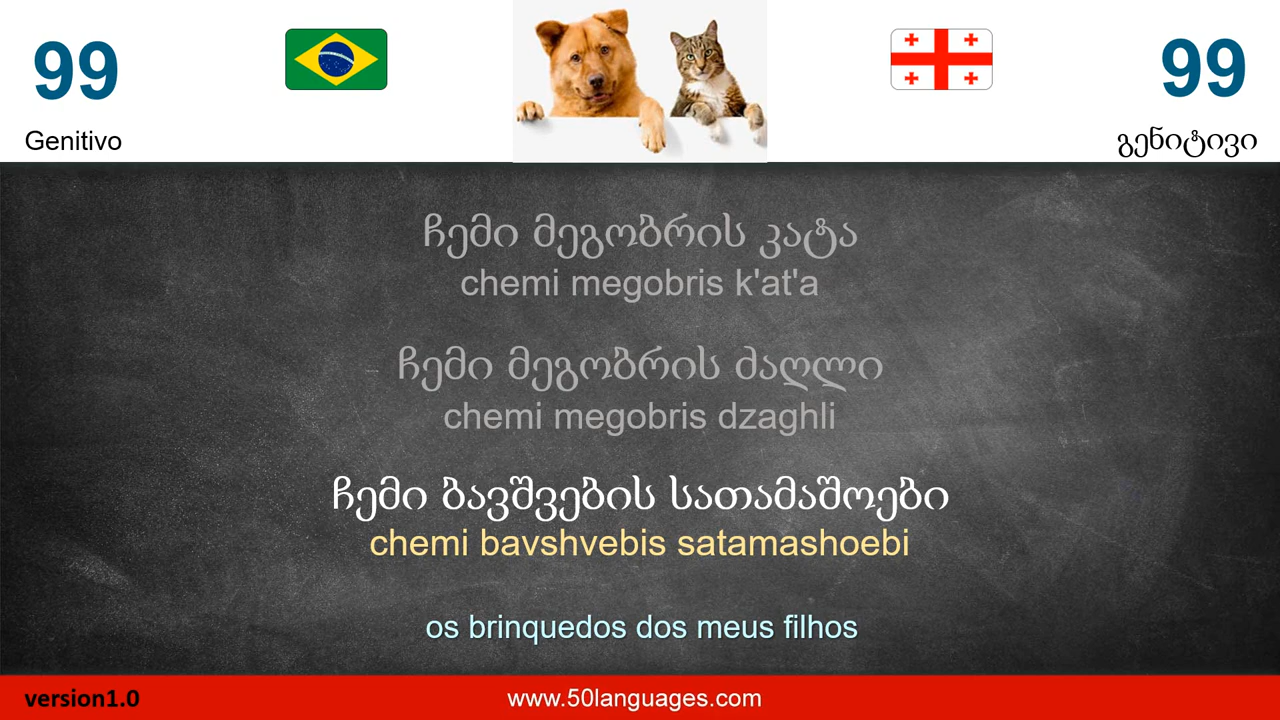 99
99
Genitivo
გენიტივი
ჩემი მეგობრის კატა
chemi megobris k'at'a
ჩემი მეგობრის ძაღლი
chemi megobris dzaghli
ჩემი ბავშვების სათამაშოები
chemi bavshvebis satamashoebi
os brinquedos dos meus filhos
version1.0
www.50languages.com